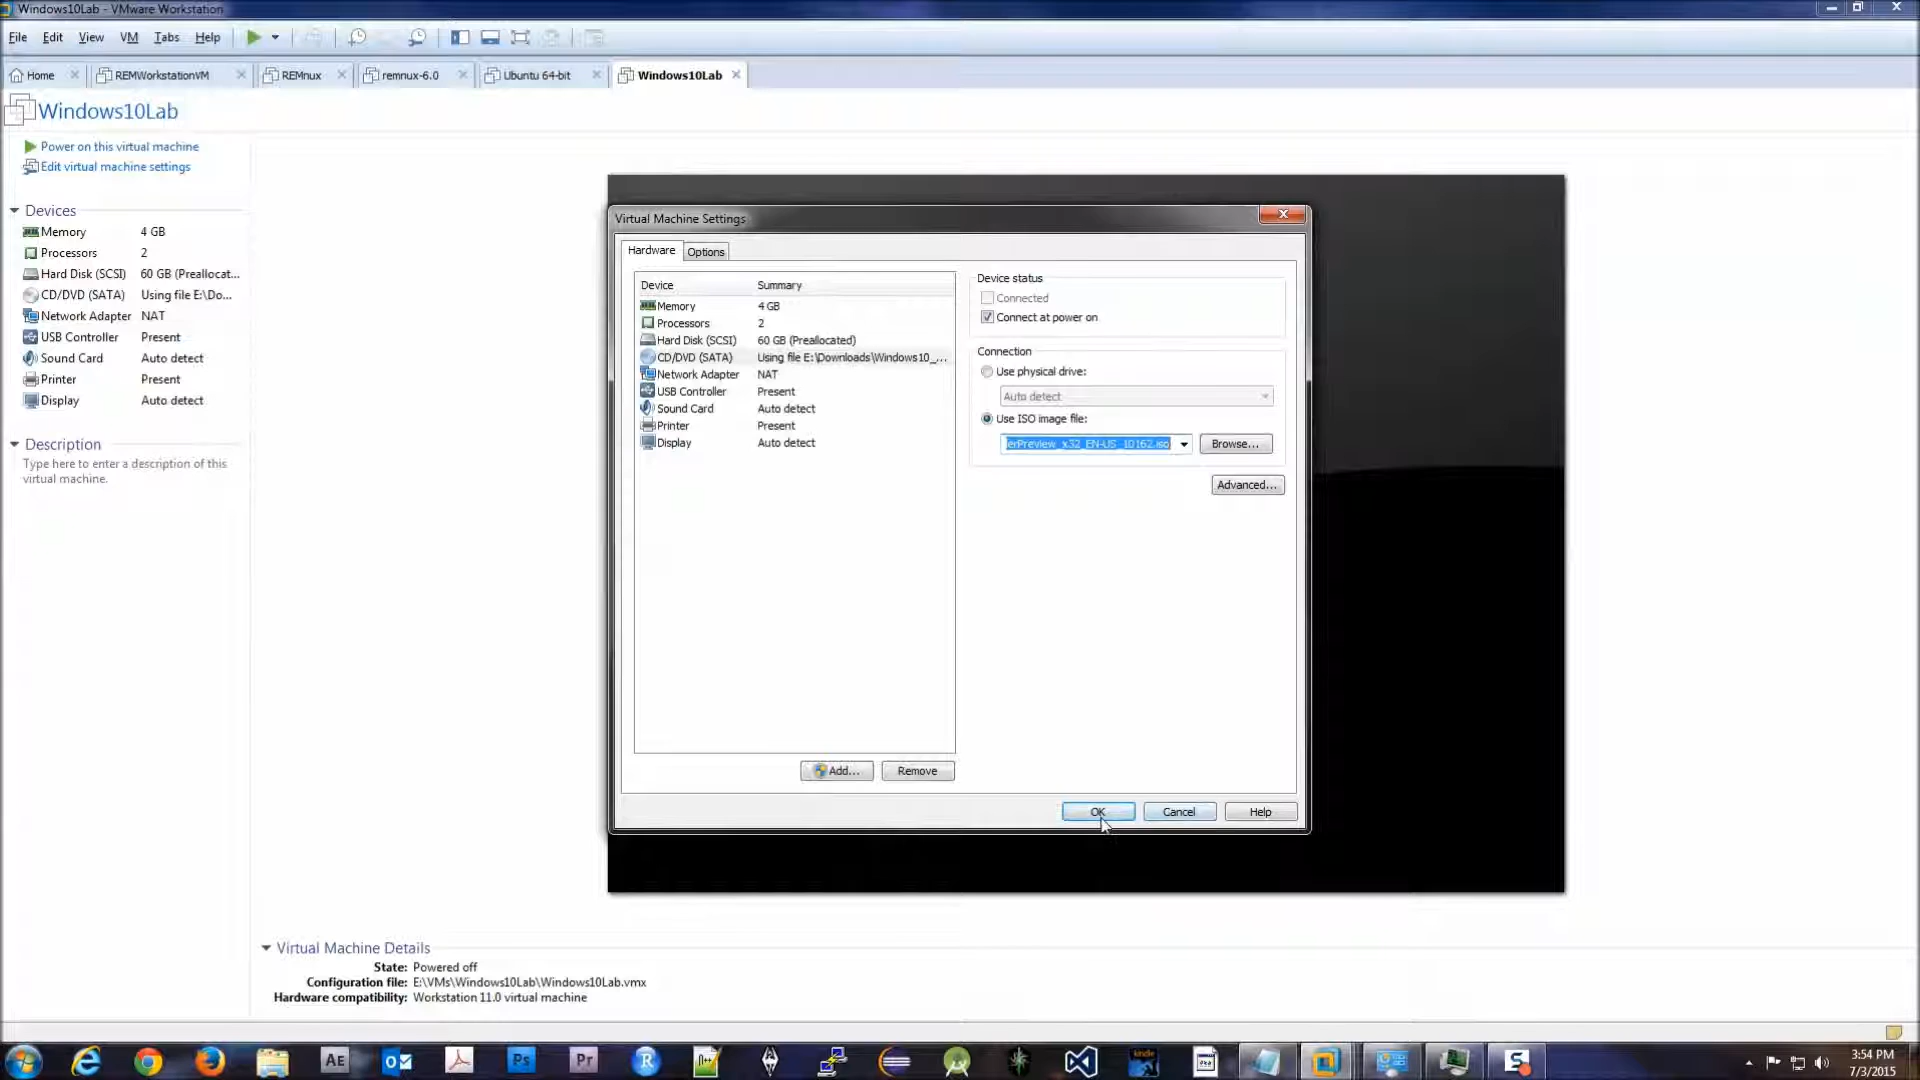 Windows10Lab - VMware Workstation
File Edit View VM Tabs Help
Home REMWorkstationVM REMnux remnux-6.0 Ubuntu 64-bit Windows10Lab
Windows10Lab
Power on this virtual machine
Edit virtual machine settings
Devices
Memory 4 GB
Processors 2
Hard Disk (SCSI) 60 GB (Preallocat...
CD/DVD (SATA) Using file E:\Do...
Network Adapter NAT
USB Controller Present
Sound Card Auto detect
Printer Present
Display Auto detect
Description
Type here to enter a description of this
virtual machine.
Virtual Machine Settings
Hardware Options
Device Summary
Memory 4 GB
Processors 2
Hard Disk (SCSI) 60 GB (Preallocated)
CD/DVD (SATA) Using file E:\Downloads\Windows10_...
Network Adapter NAT
USB Controller Present
Sound Card Auto detect
Printer Present
Display Auto detect
Add... Remove
Device status
Connected
Connect at power on
Connection
Use physical drive:
Auto detect
Use ISO image file:
erPreview_x32_EN-US_10162.iso Browse...
Advanced...
OK Cancel Help
Virtual Machine Details
State: Powered off
Configuration file: E:\VMs\Windows10Lab\Windows10Lab.vmx
Hardware compatibility: Workstation 11.0 virtual machine
AE Ps Pr R kindle S
3:54 PM
7/3/2015